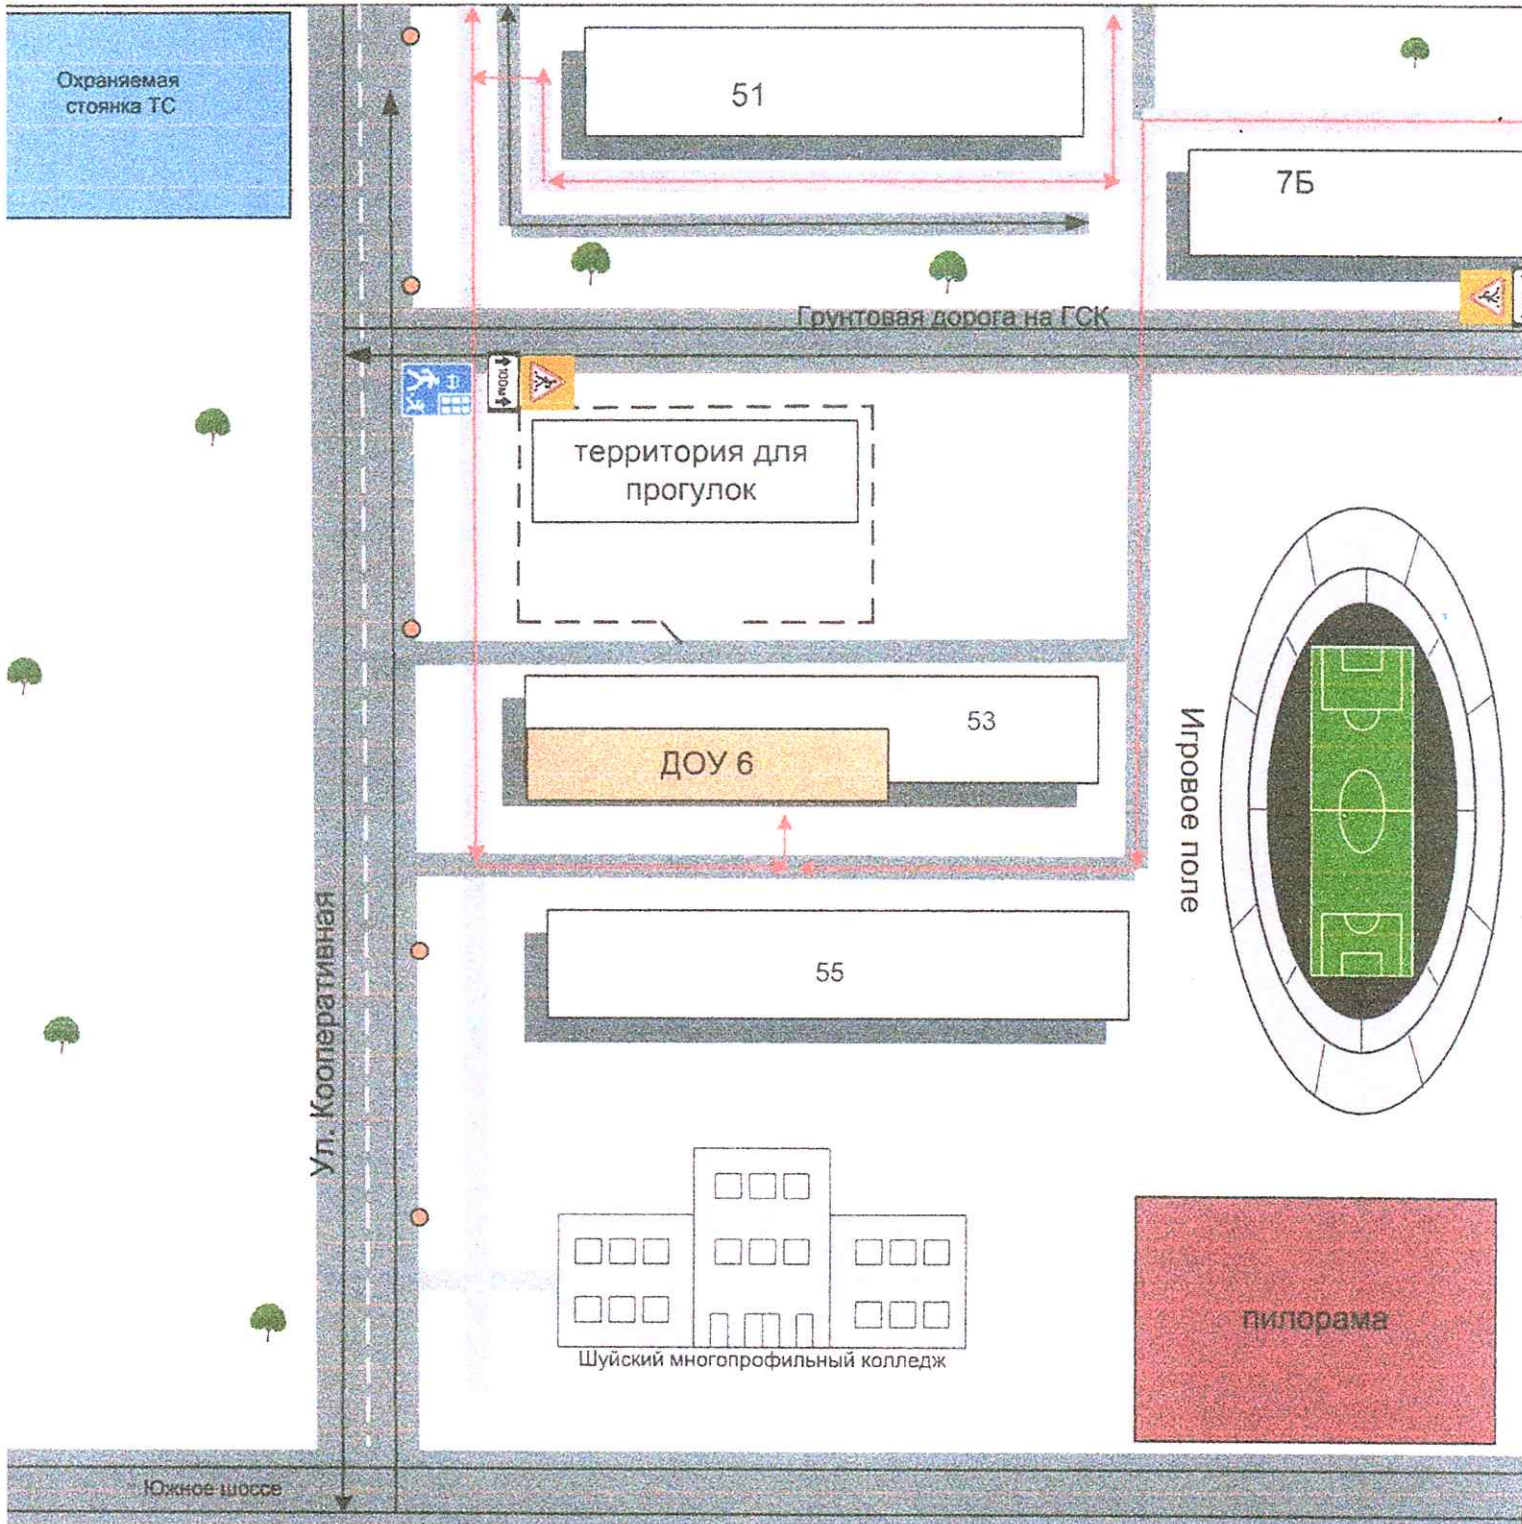 Охраняемая
стоянка ТС
51
7Б
Грунтовая дорога на ГСК
100м
территория для
прогулок
53
ДОУ 6
Игровое поле
55
Ул. Кооперативная
Шуйский многопрофильный колледж
пилорама
Южное шоссе